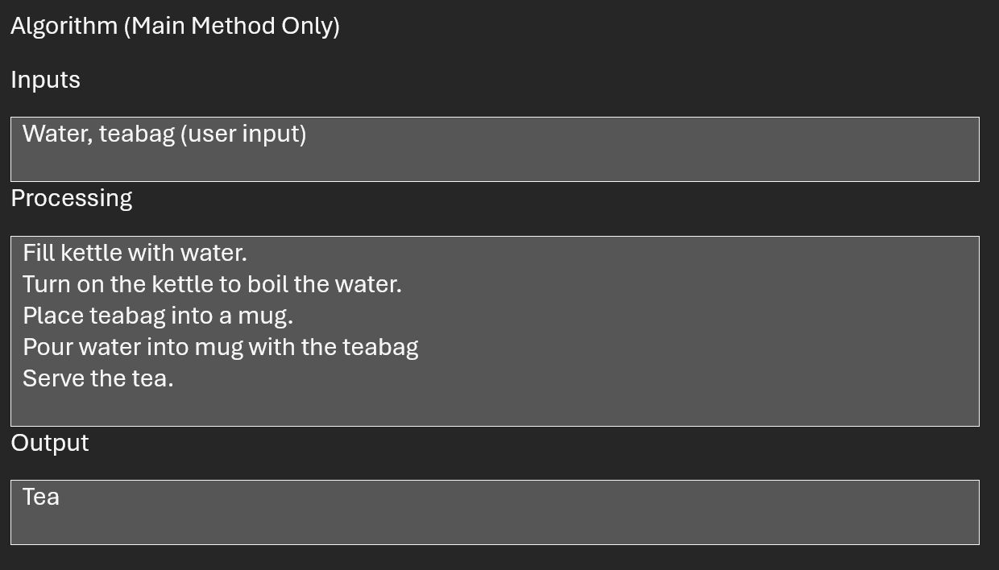 Algorithm (Main Method Only)
Inputs
Water, teabag (user input)
Processing
Fill kettle with water.
Turn on the kettle to boil the water.
Place teabag into a mug.
Pour water into mug with the teabag
Serve the tea.
Output
Tea